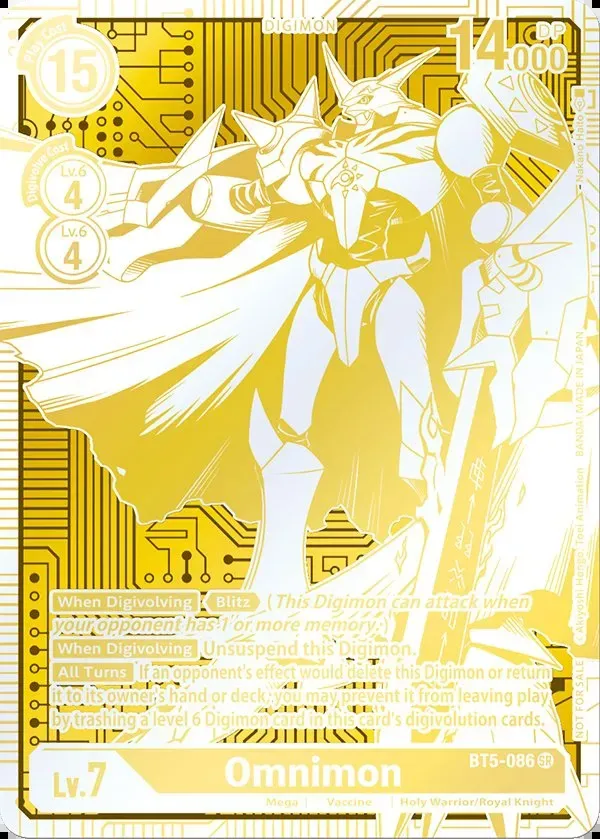 DIGIMON
Play Cost
15
DP
14000
Digivolve Cost
Lv.6
4
Lv.6
4
When Digivolving Blitz (This Digimon can attack when
your opponent has 1 or more memory.)
When Digivolving Unsuspend this Digimon.
All Turns If an opponent's effect would delete this Digimon or return
it to its owner's hand or deck, you may prevent it from leaving play
by trashing a level 6 Digimon card in this card's digivolution cards.
BT5-086 SR
Lv.7
Omnimon
Mega | Vaccine | Holy Warrior/Royal Knight
Nakano Haito
BANDAI MADE IN JAPAN
© Akiyoshi Hongo, Toei Animation
NOT FOR SALE